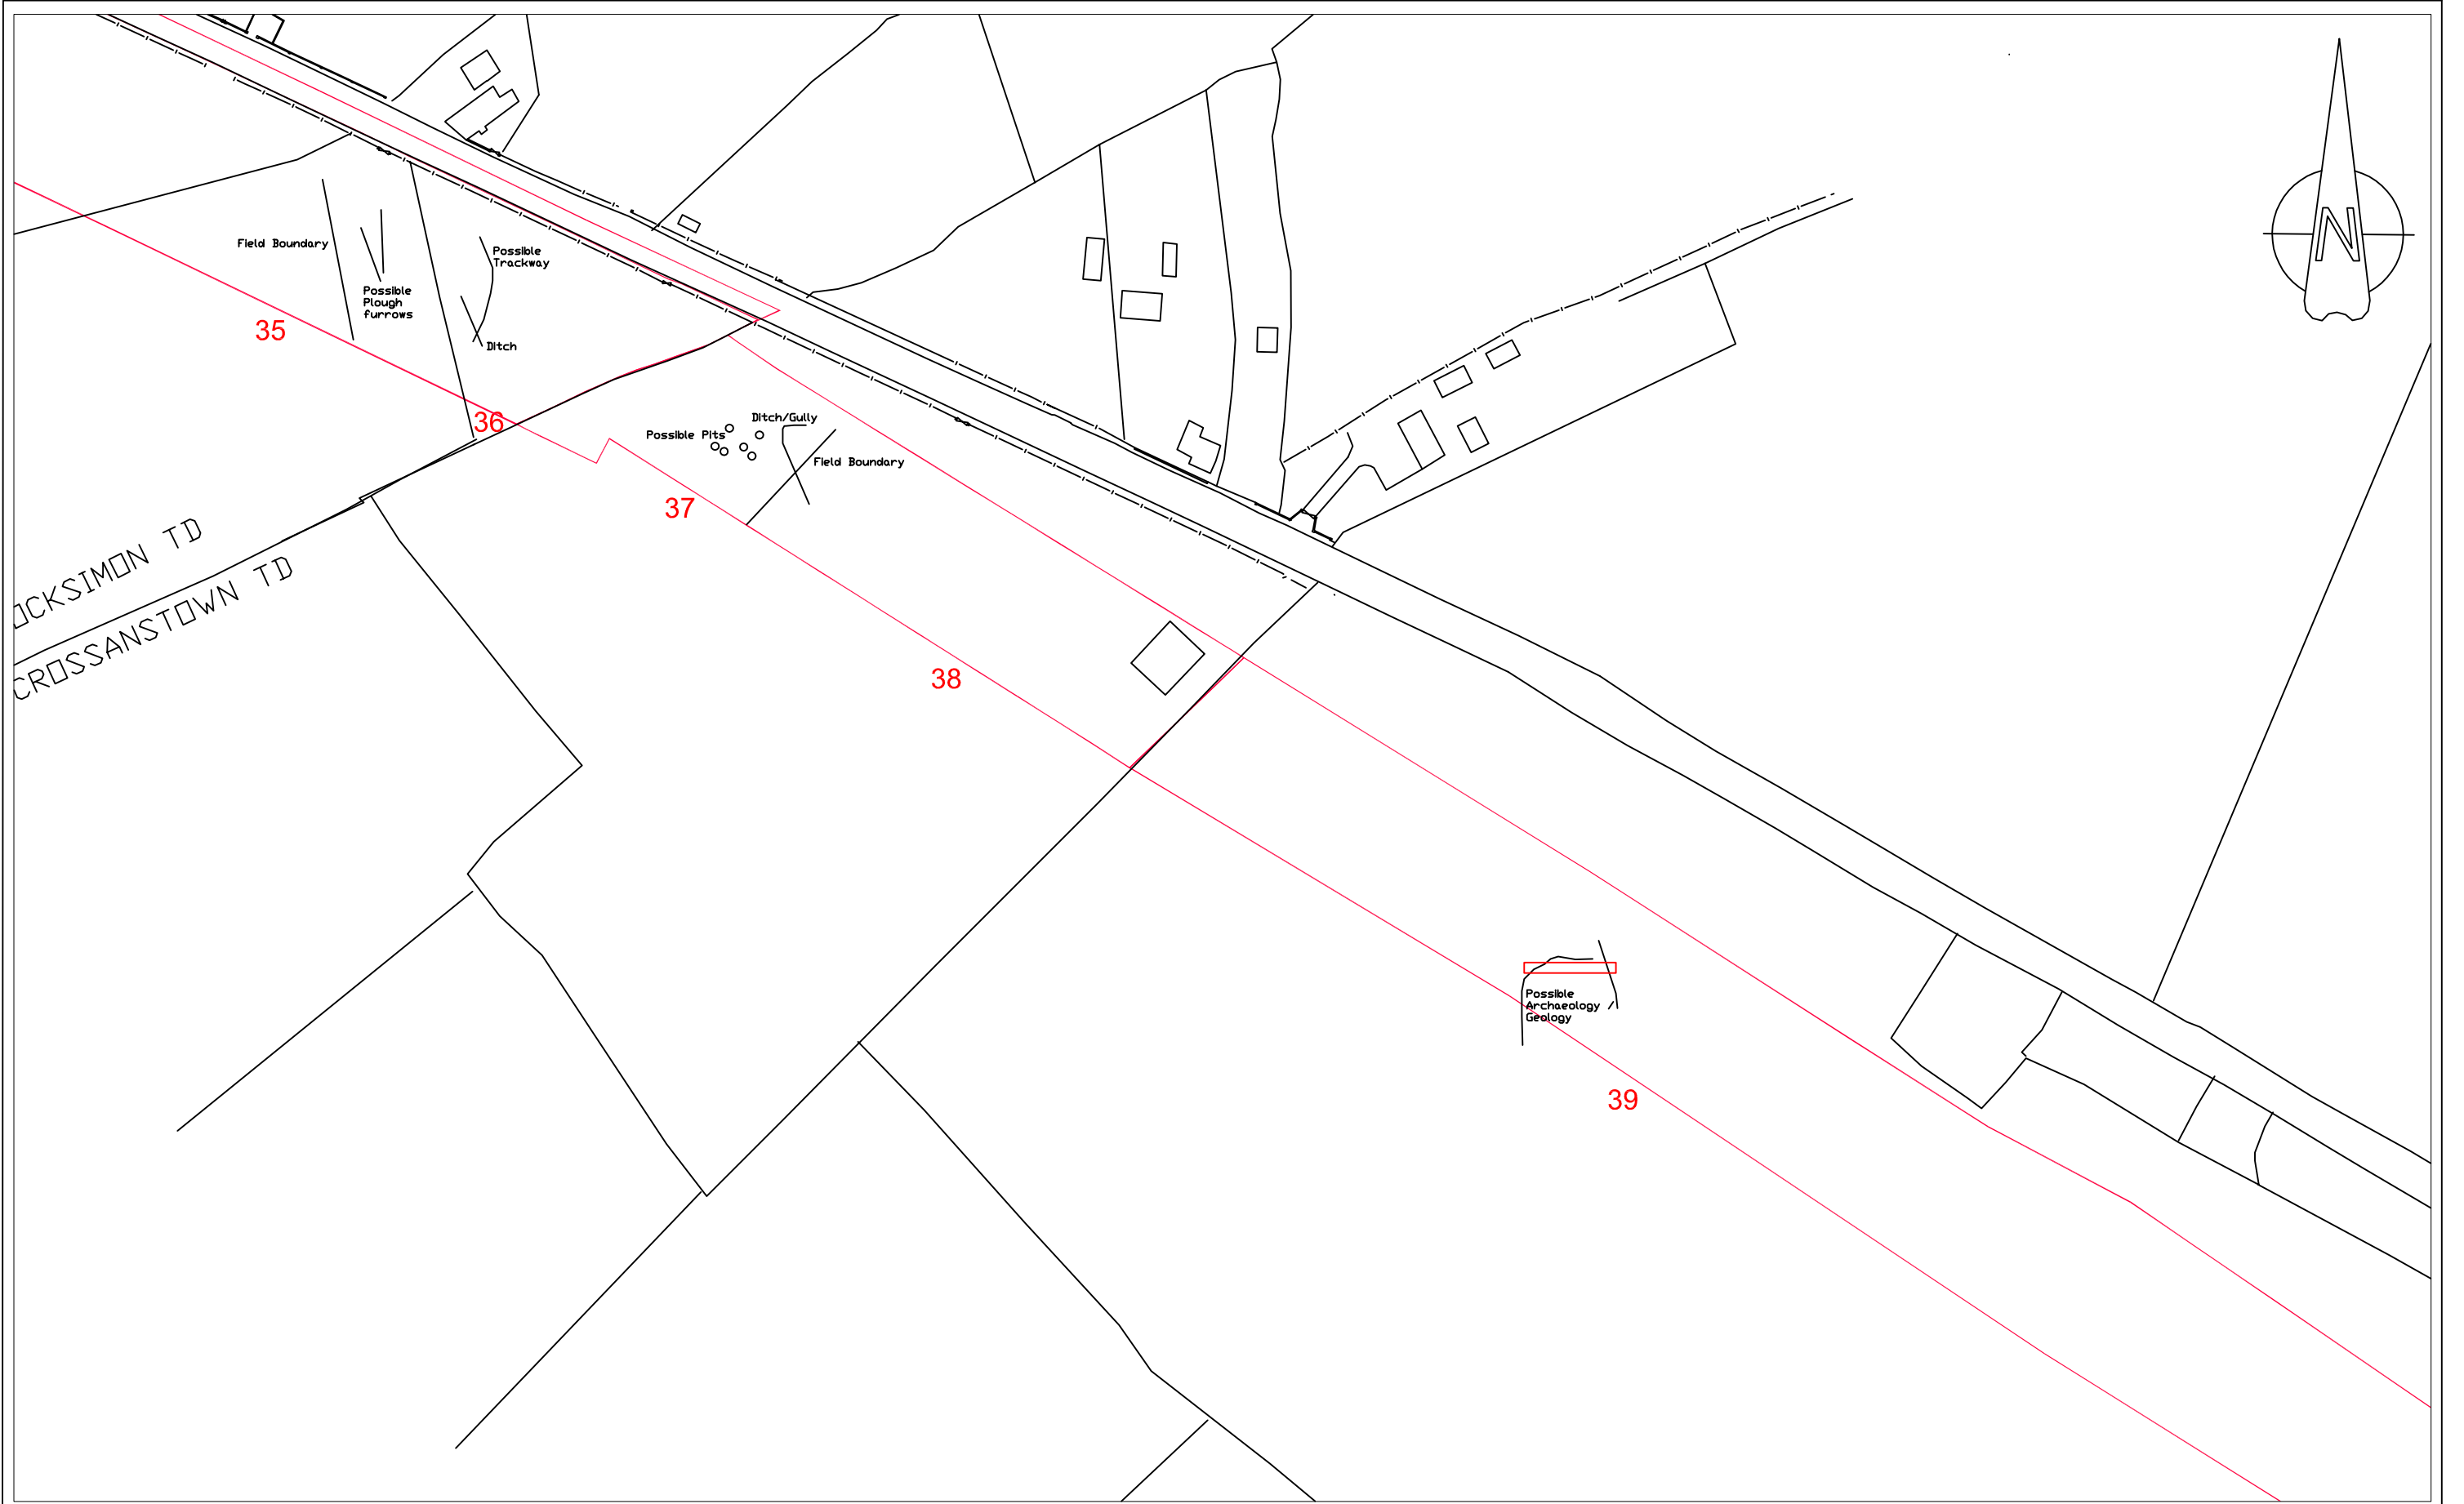 N
Field Boundary
Possible
Trackway
Possible
Plough
furrows
35
Ditch
36
Ditch/Gully
Possible Pits
Field Boundary
37
OCKSIMON TD
CROSSANSTOWN TD
38
Possible
Archaeology /
Geology
39